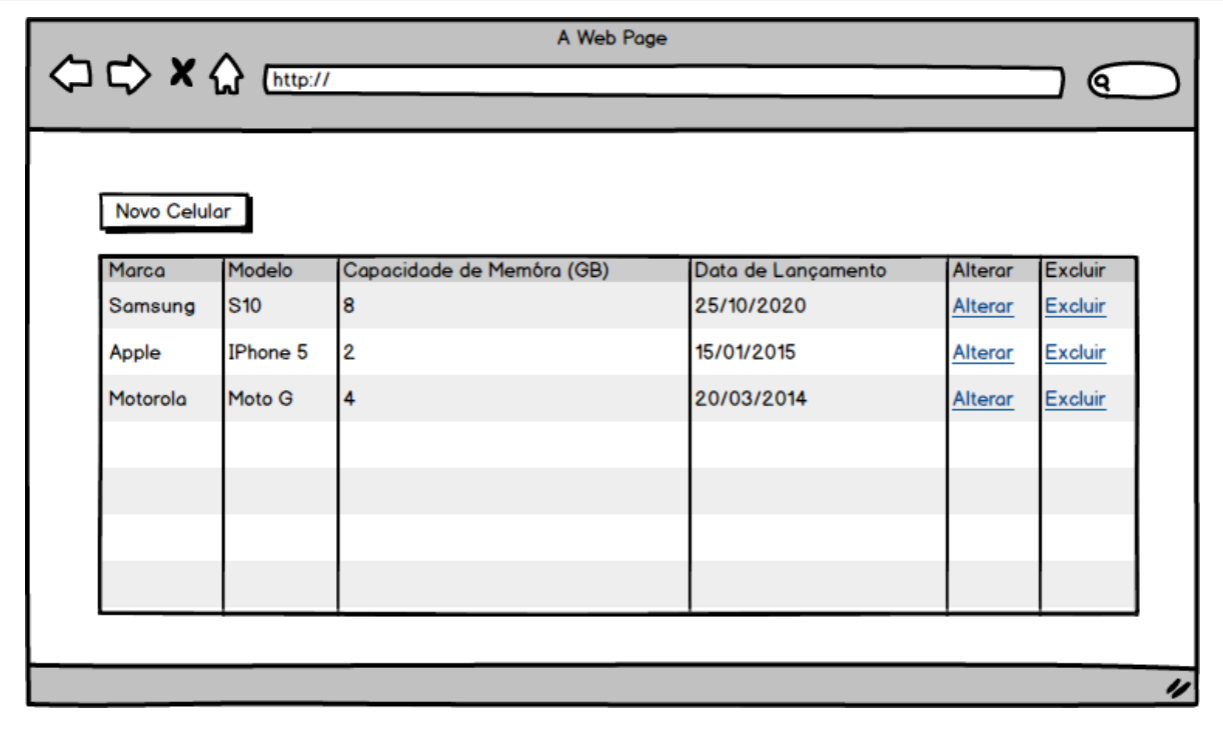 A Web Page
http://
Novo Celular
Marca Modelo Capacidade de Memóra (GB) Data de Lançamento Alterar Excluir
Samsung S10 8 25/10/2020 Alterar Excluir
Apple IPhone 5 2 15/01/2015 Alterar Excluir
Motorola Moto G 4 20/03/2014 Alterar Excluir